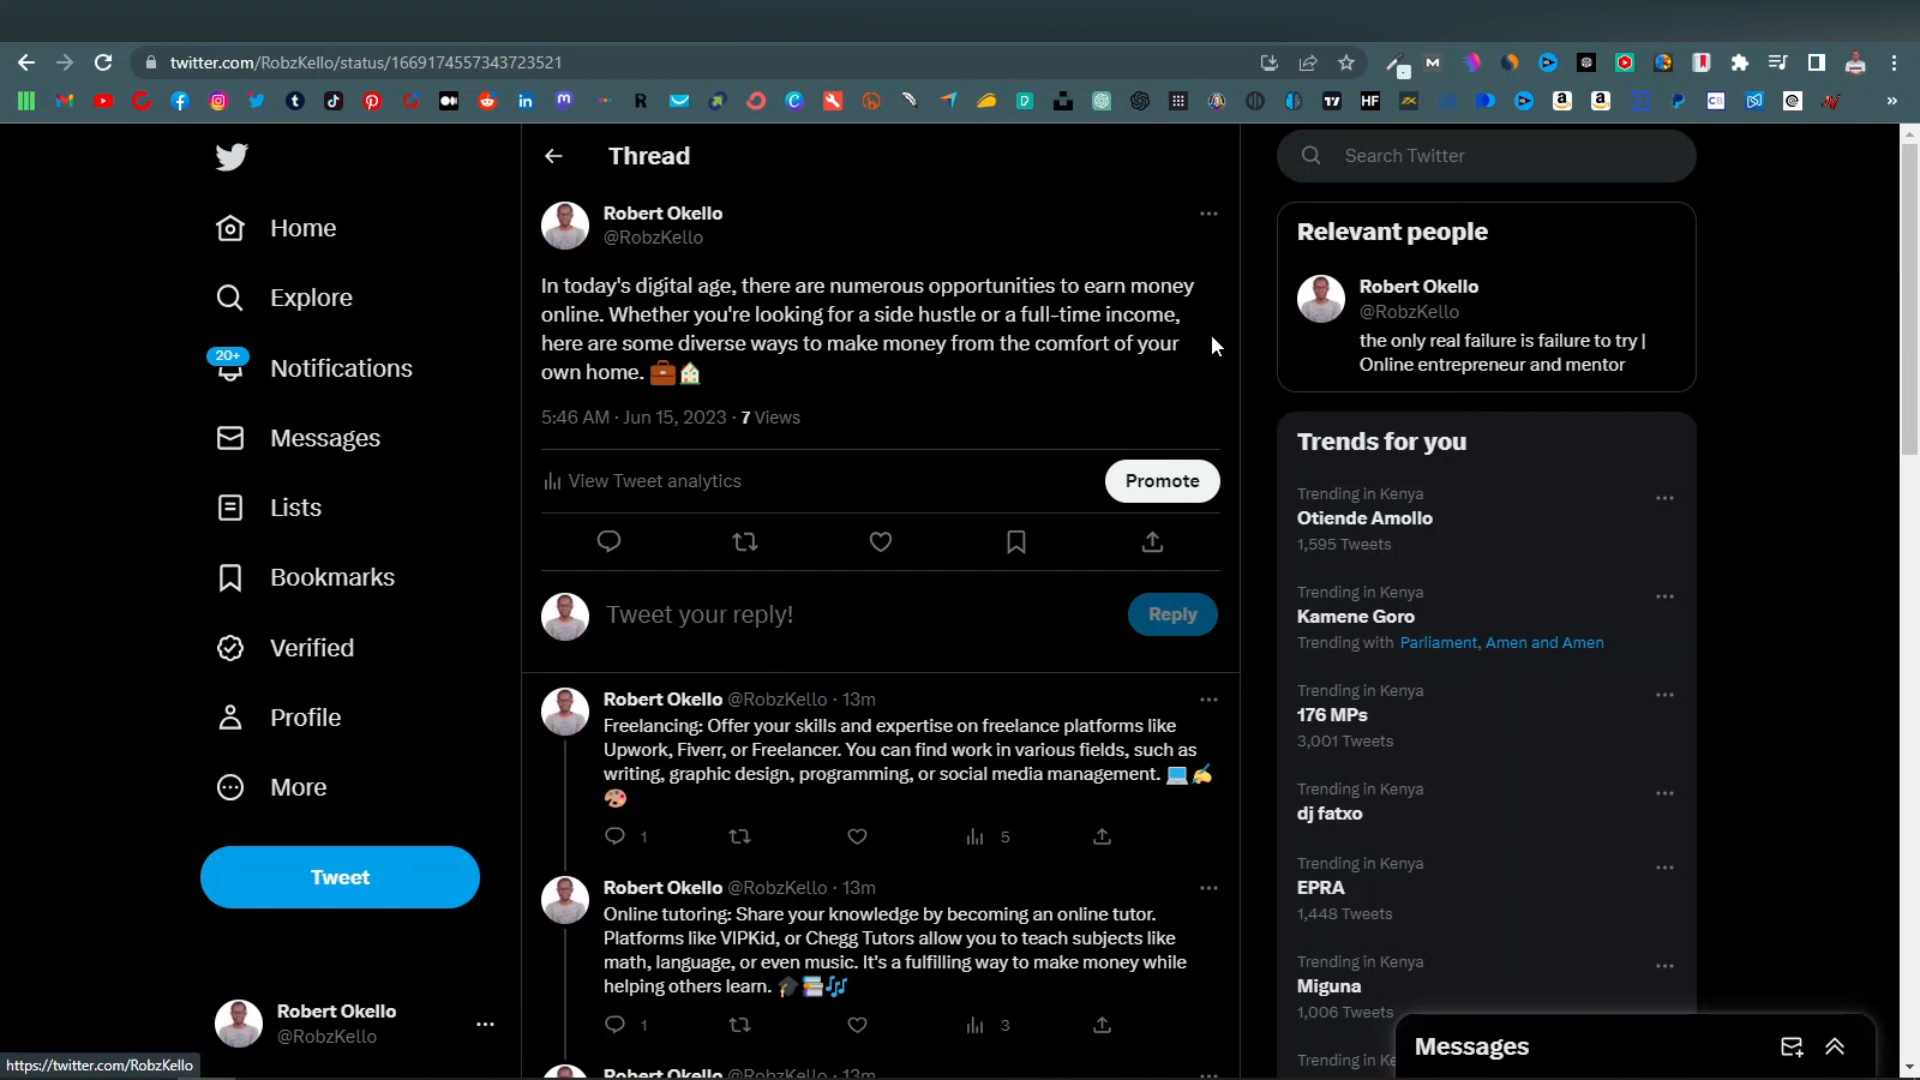 twitter.com/RobzKello/status/1669174557343723521
Home
Explore
20+
Notifications
Messages
Lists
Bookmarks
Verified
Profile
More
Tweet
Robert Okello
@RobzKello
https://twitter.com/RobzKello
Thread
Robert Okello
@RobzKello
In today's digital age, there are numerous opportunities to earn money
online. Whether you're looking for a side hustle or a full-time income,
here are some diverse ways to make money from the comfort of your
own home. 💼🏠
5:46 AM · Jun 15, 2023 · 7 Views
View Tweet analytics
Promote
Tweet your reply!
Reply
Robert Okello @RobzKello · 13m
Freelancing: Offer your skills and expertise on freelance platforms like
Upwork, Fiverr, or Freelancer. You can find work in various fields, such as
writing, graphic design, programming, or social media management. 💻✍️
🎨
1
5
Robert Okello @RobzKello · 13m
Online tutoring: Share your knowledge by becoming an online tutor.
Platforms like VIPKid, or Chegg Tutors allow you to teach subjects like
math, language, or even music. It's a fulfilling way to make money while
helping others learn. 🎓📚🎶
1
3
Robert Okello @RobzKello · 13m
Search Twitter
Relevant people
Robert Okello
@RobzKello
the only real failure is failure to try |
Online entrepreneur and mentor
Trends for you
Trending in Kenya
Otiende Amollo
1,595 Tweets
Trending in Kenya
Kamene Goro
Trending with Parliament, Amen and Amen
Trending in Kenya
176 MPs
3,001 Tweets
Trending in Kenya
dj fatxo
Trending in Kenya
EPRA
1,448 Tweets
Trending in Kenya
Miguna
1,006 Tweets
Trending in Ke
Messages